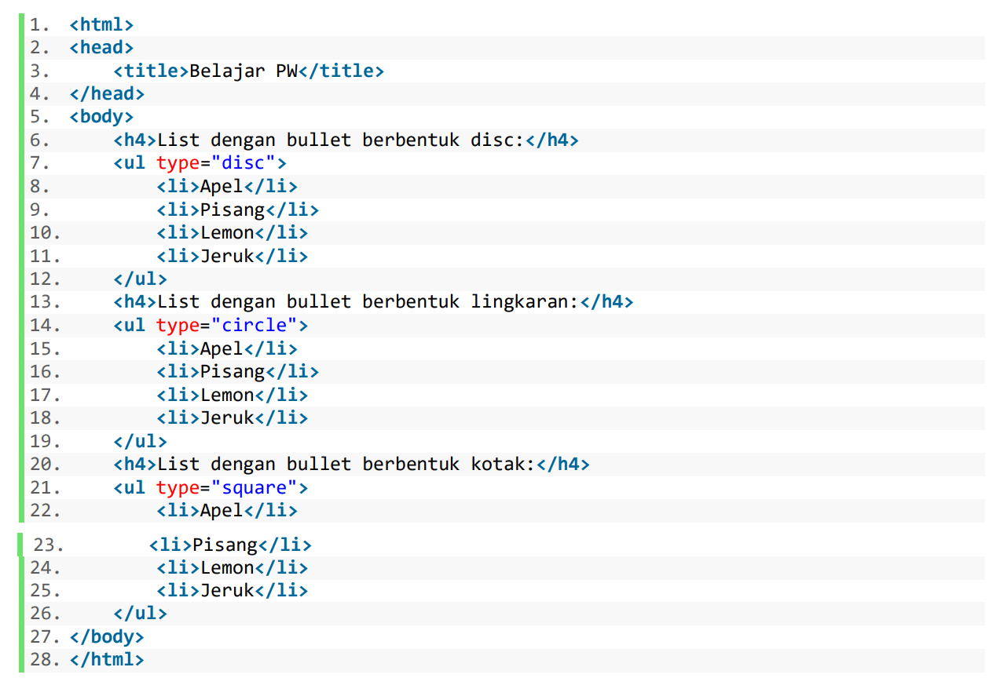 1. <html>
2. <head>
3.     <title>Belajar PW</title>
4. </head>
5. <body>
6.     <h4>List dengan bullet berbentuk disc:</h4>
7.     <ul type="disc">
8.         <li>Apel</li>
9.         <li>Pisang</li>
10.         <li>Lemon</li>
11.         <li>Jeruk</li>
12.     </ul>
13.     <h4>List dengan bullet berbentuk lingkaran:</h4>
14.     <ul type="circle">
15.         <li>Apel</li>
16.         <li>Pisang</li>
17.         <li>Lemon</li>
18.         <li>Jeruk</li>
19.     </ul>
20.     <h4>List dengan bullet berbentuk kotak:</h4>
21.     <ul type="square">
22.         <li>Apel</li>
23.         <li>Pisang</li>
24.         <li>Lemon</li>
25.         <li>Jeruk</li>
26.     </ul>
27. </body>
28. </html>